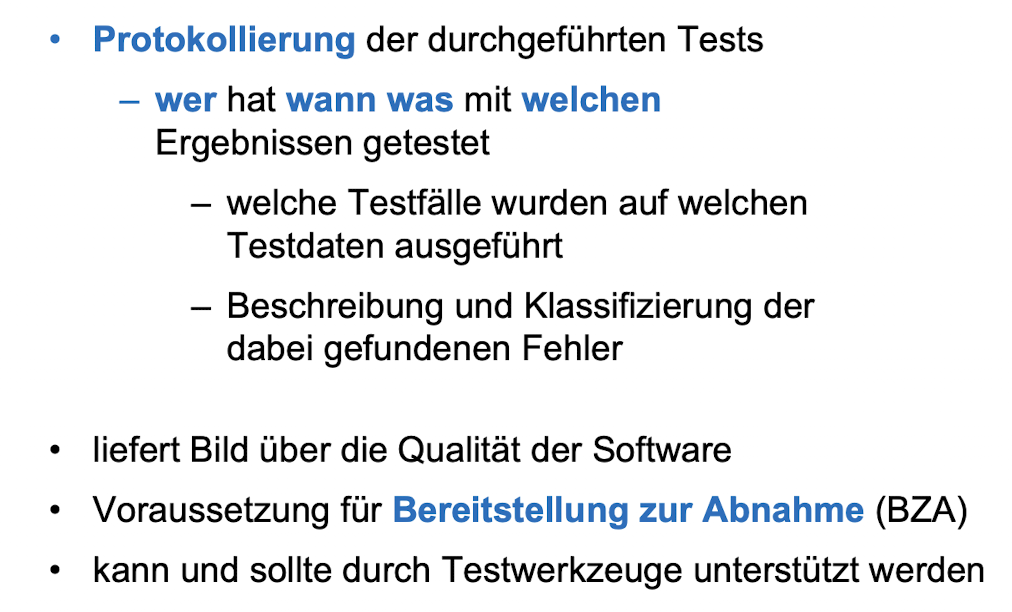 • Protokollierung der durchgeführten Tests
– wer hat wann was mit welchen
Ergebnissen getestet
– welche Testfälle wurden auf welchen
Testdaten ausgeführt
– Beschreibung und Klassifizierung der
dabei gefundenen Fehler
• liefert Bild über die Qualität der Software
• Voraussetzung für Bereitstellung zur Abnahme (BZA)
• kann und sollte durch Testwerkzeuge unterstützt werden